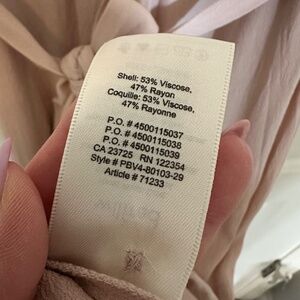 Shell: 53% Viscose,
47% Rayon
Coquille: 53% Viscose,
47% Rayonne
P.O. # 4500115037
P.O. # 4500115038
P.O. # 4500115039
CA 23725 RN 122354
Style # PBV4-80103-29
Article # 71233